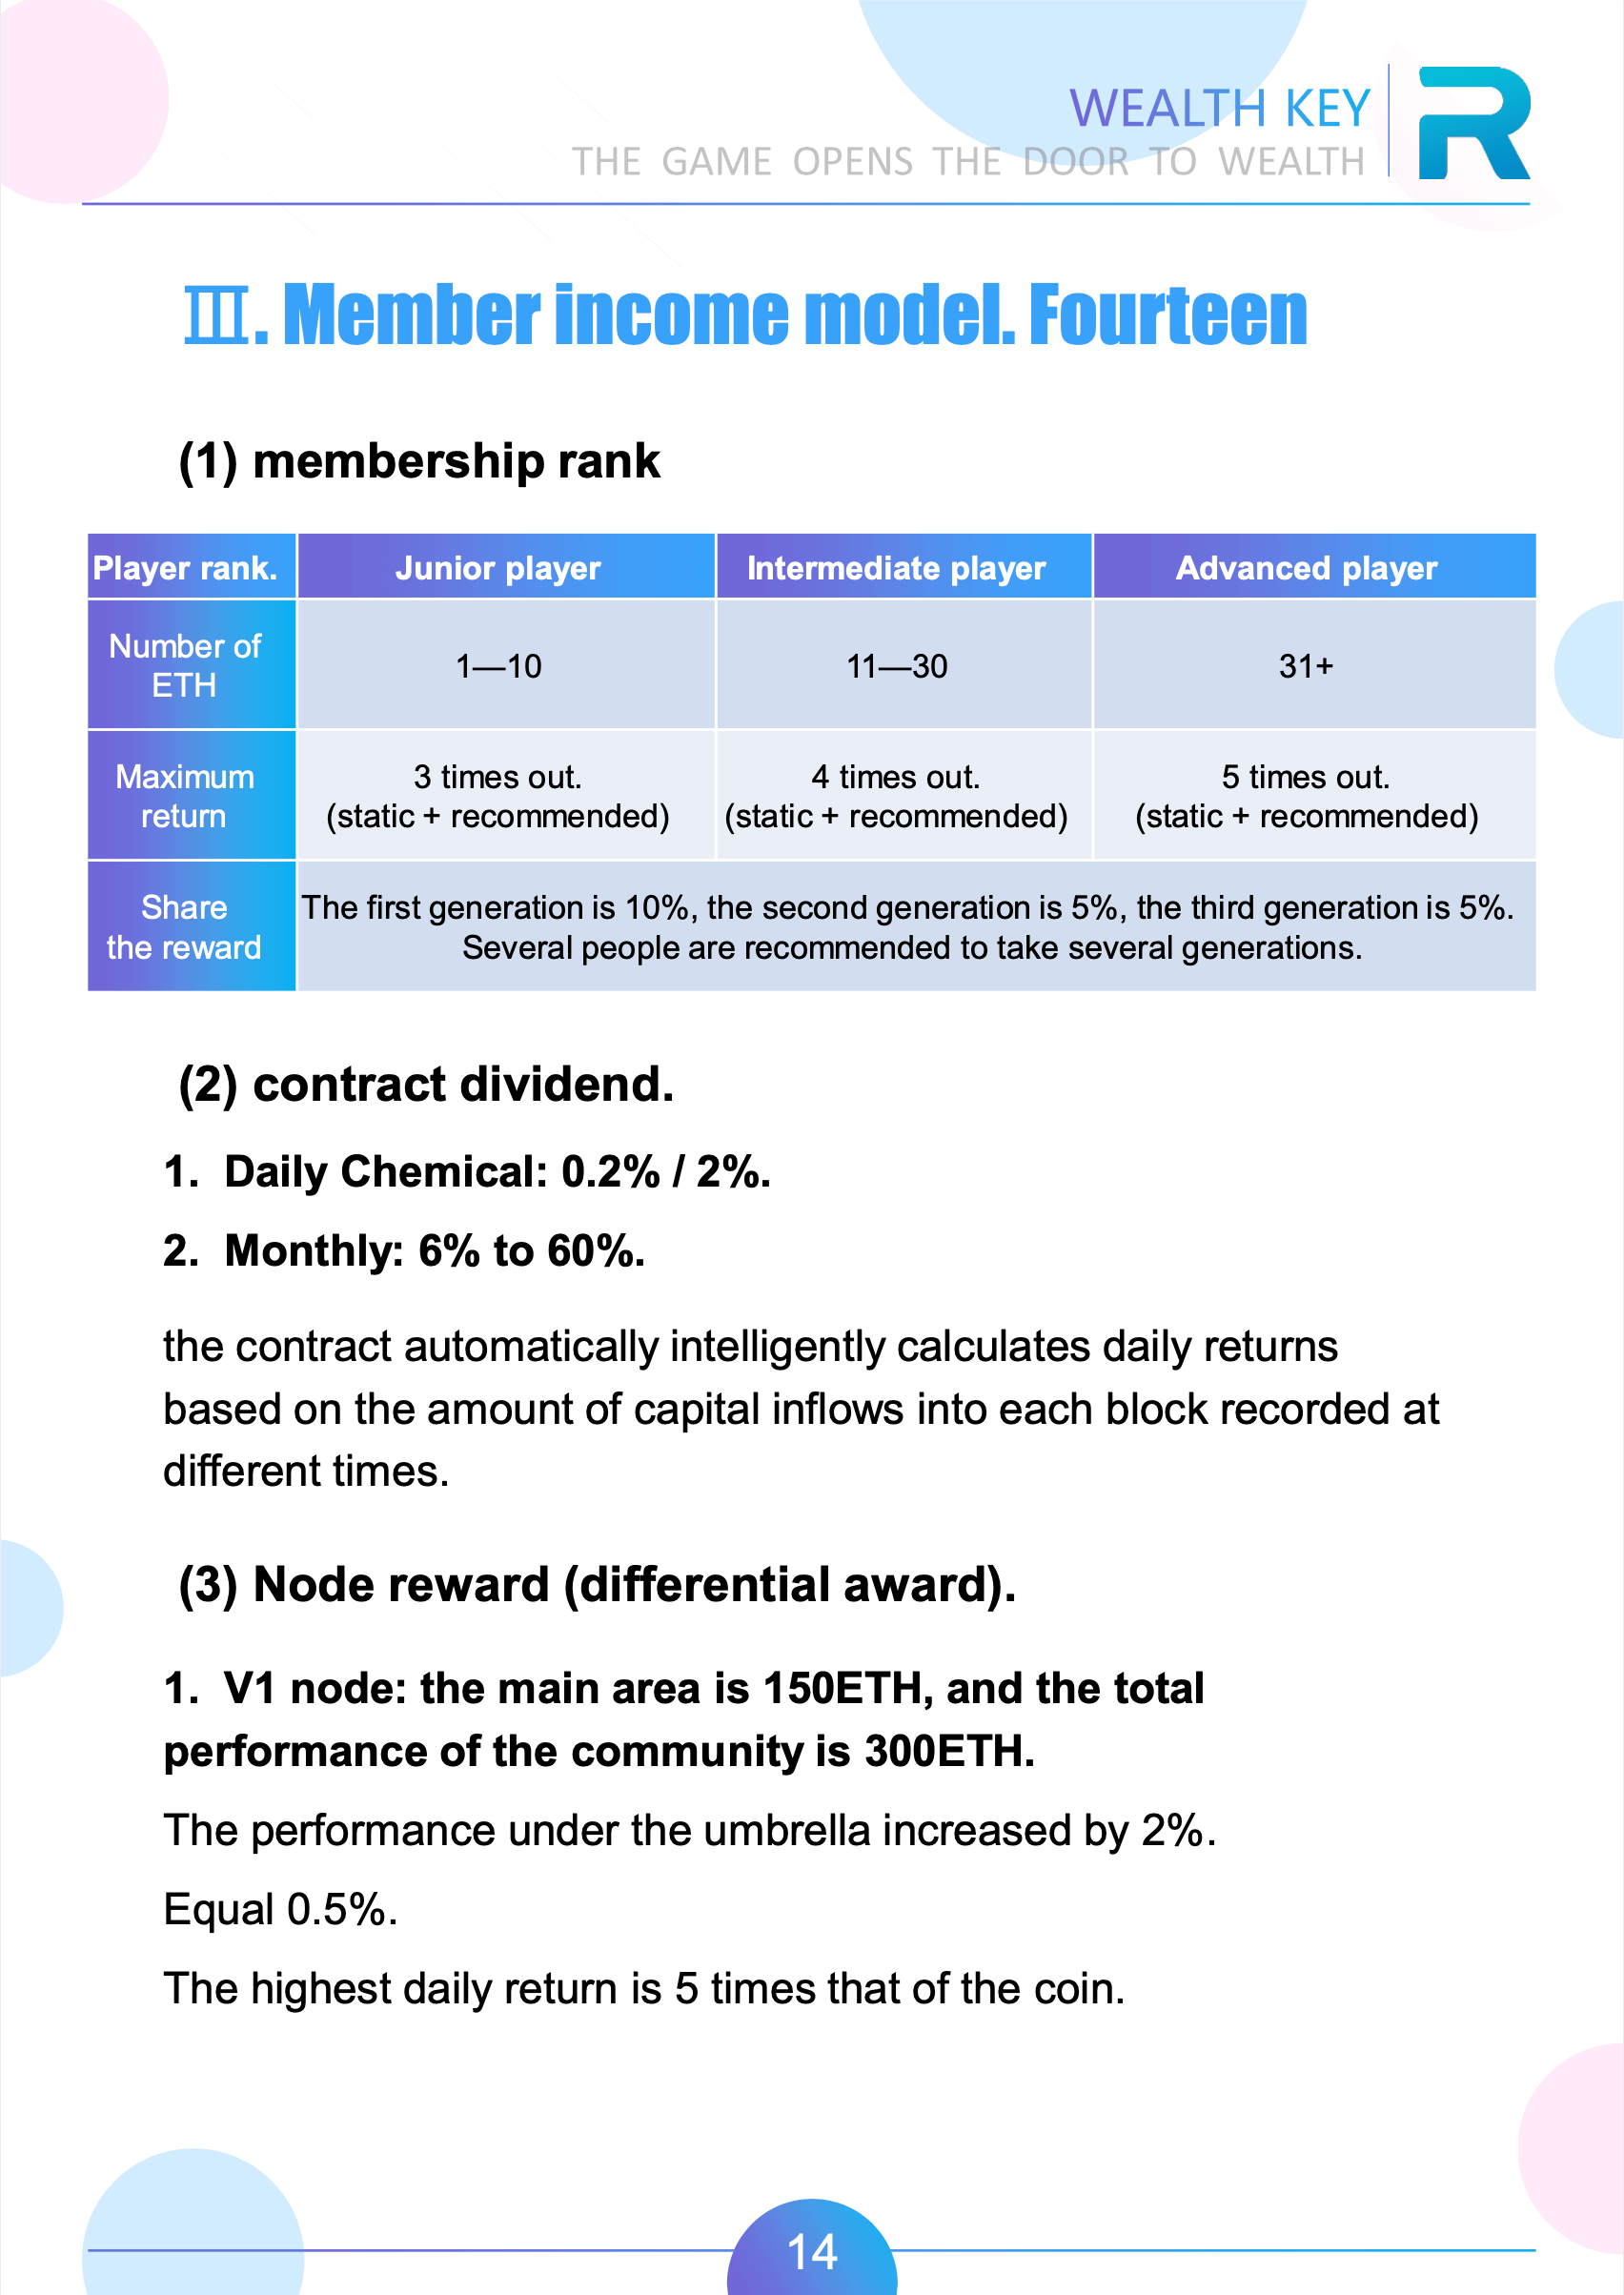 WEALTH KEY
THE GAME OPENS THE DOOR TO WEALTH
R
Ⅲ. Member income model. Fourteen
(1) membership rank
Player rank. Junior player Intermediate player Advanced player
Number of
ETH
1—10 11—30 31+
Maximum
return
3 times out.
(static + recommended)
4 times out.
(static + recommended)
5 times out.
(static + recommended)
Share
the reward
The first generation is 10%, the second generation is 5%, the third generation is 5%.
Several people are recommended to take several generations.
(2) contract dividend.
1. Daily Chemical: 0.2% / 2%.
2. Monthly: 6% to 60%.
the contract automatically intelligently calculates daily returns
based on the amount of capital inflows into each block recorded at
different times.
(3) Node reward (differential award).
1. V1 node: the main area is 150ETH, and the total
performance of the community is 300ETH.
The performance under the umbrella increased by 2%.
Equal 0.5%.
The highest daily return is 5 times that of the coin.
14